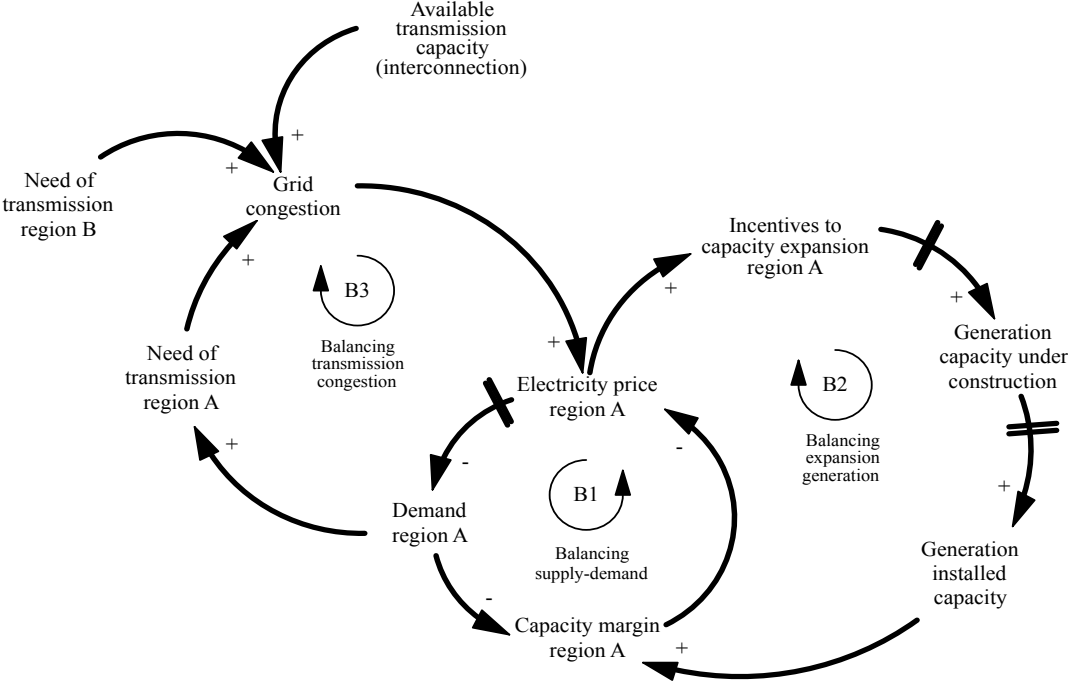 Available
transmission
capacity
(interconnection)
+
+
Need of
transmission
region B
Grid
congestion
+
Incentives to
capacity expansion
region A
+
+
B3
Balancing
transmission
congestion
+
Need of
transmission
region A
Electricity price
region A
Generation
capacity under
construction
B2
Balancing
expansion
generation
+
-
-
B1
Balancing
supply-demand
+
Demand
region A
Generation
installed
capacity
-
Capacity margin
region A
+